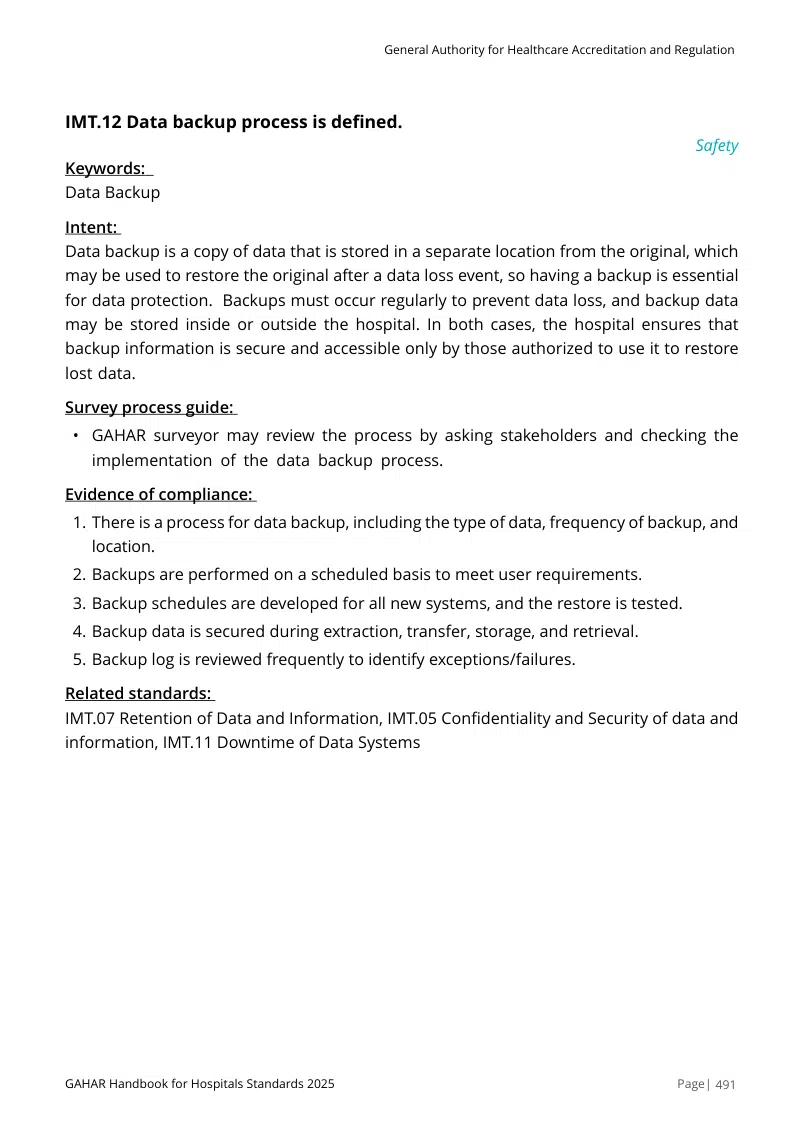 General Authority for Healthcare Accreditation and Regulation
IMT.12 Data backup process is defined.
Safety
Keywords:
Data Backup
Intent:
Data backup is a copy of data that is stored in a separate location from the original, which
may be used to restore the original after a data loss event, so having a backup is essential
for data protection.  Backups must occur regularly to prevent data loss, and backup data
may be stored inside or outside the hospital. In both cases, the hospital ensures that
backup information is secure and accessible only by those authorized to use it to restore
lost data.
Survey process guide:
• GAHAR surveyor may review the process by asking stakeholders and checking the
implementation of the data backup process.
Evidence of compliance:
1. There is a process for data backup, including the type of data, frequency of backup, and
location.
2. Backups are performed on a scheduled basis to meet user requirements.
3. Backup schedules are developed for all new systems, and the restore is tested.
4. Backup data is secured during extraction, transfer, storage, and retrieval.
5. Backup log is reviewed frequently to identify exceptions/failures.
Related standards:
IMT.07 Retention of Data and Information, IMT.05 Confidentiality and Security of data and
information, IMT.11 Downtime of Data Systems
GAHAR Handbook for Hospitals Standards 2025
Page| 491